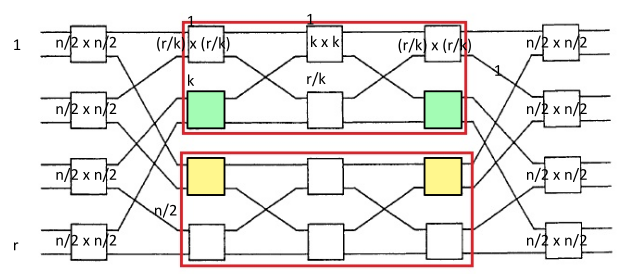 1
1
1
n/2 x n/2
(r/k) x (r/k)
k x k
(r/k) x (r/k)
n/2 x n/2
1
k
r/k
n/2 x n/2
n/2 x n/2
n/2 x n/2
n/2 x n/2
n/2
r
n/2 x n/2
n/2 x n/2